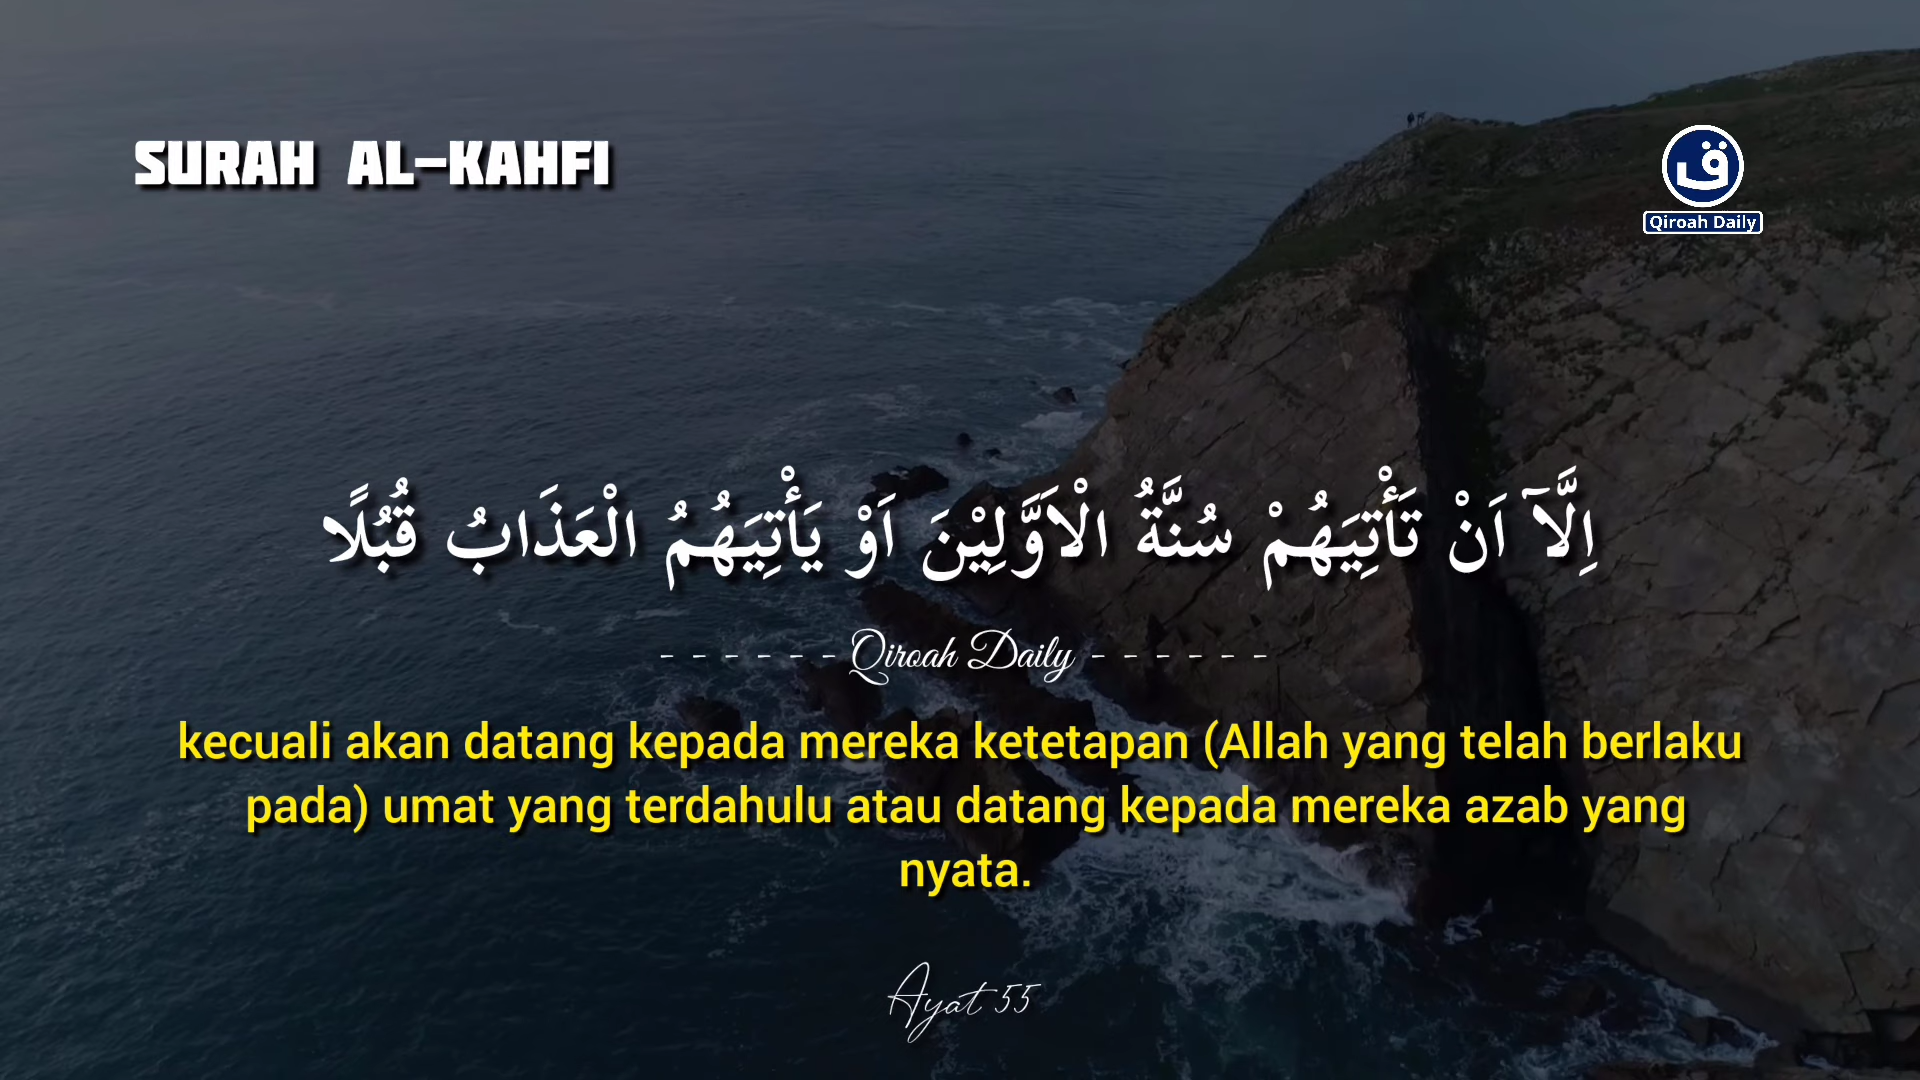 SURAH AL-KAHFI
ق
Qiroah Daily
اِلَّآ اَنْ تَأْتِيَهُمْ سُنَّةُ الْاَوَّلِيْنَ اَوْ يَأْتِيَهُمُ الْعَذَابُ قُبُلًا
- - - - - - Qiroah Daily - - - - - -
kecuali akan datang kepada mereka ketetapan (Allah yang telah berlaku
pada) umat yang terdahulu atau datang kepada mereka azab yang
nyata.
Ayat 55